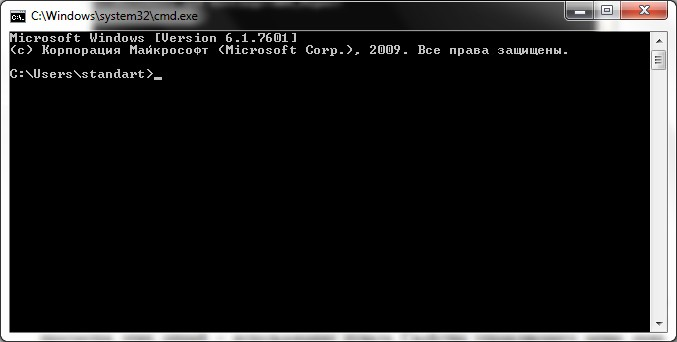 C:\Windows\system32\cmd.exe
Microsoft Windows [Version 6.1.7601]
(c) Корпорация Майкрософт (Microsoft Corp.), 2009. Все права защищены.
C:\Users\standart>_